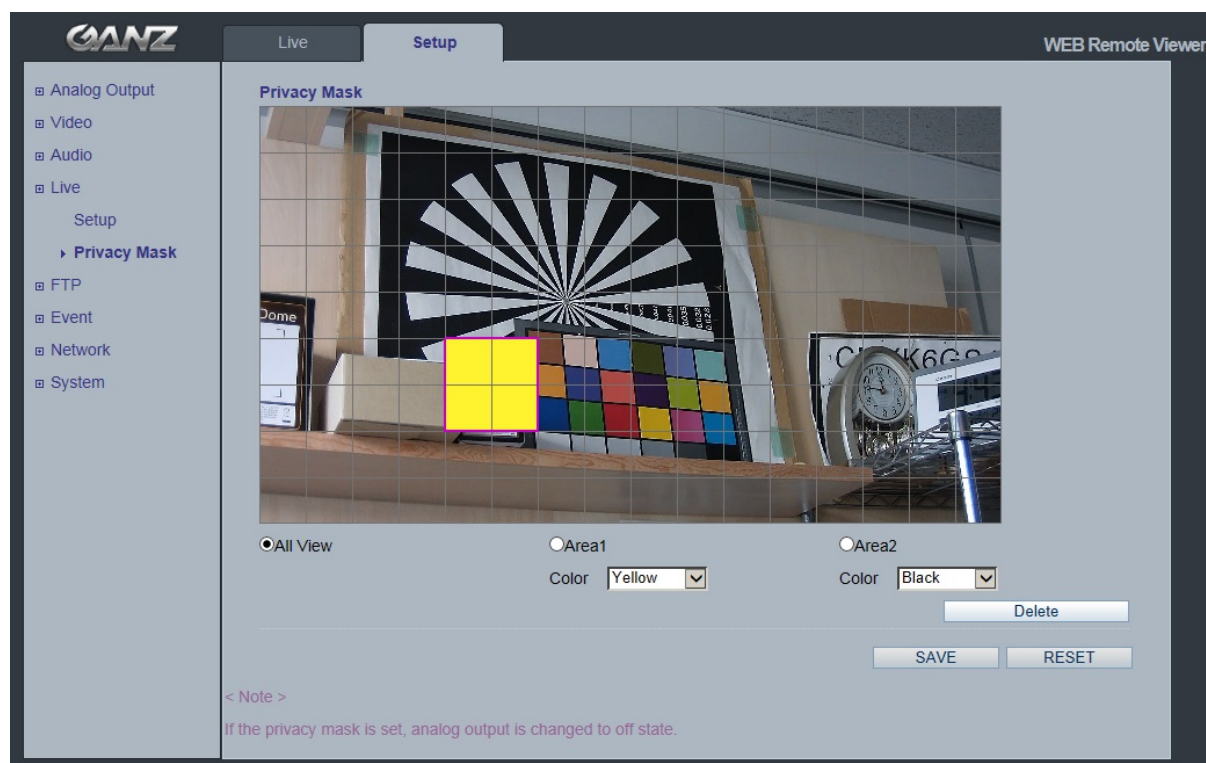 GANZ
Live
Setup
WEB Remote Viewer
Analog Output
Video
Audio
Live
Setup
Privacy Mask
FTP
Event
Network
System
Privacy Mask
Dome
All View
Area1
Area2
Color
Yellow
Color
Black
Delete
SAVE
RESET
< Note >
If the privacy mask is set, analog output is changed to off state.